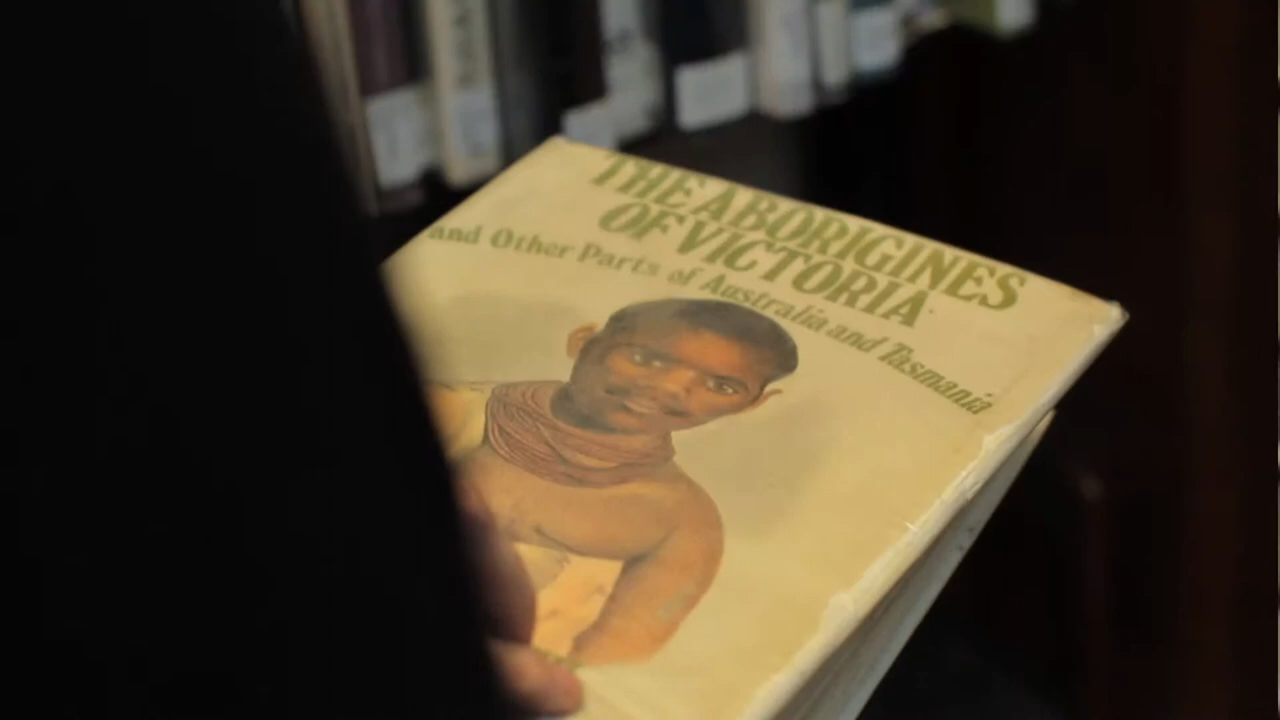 THE ABORIGINES
OF VICTORIA
and Other Parts of Australia and Tasmania